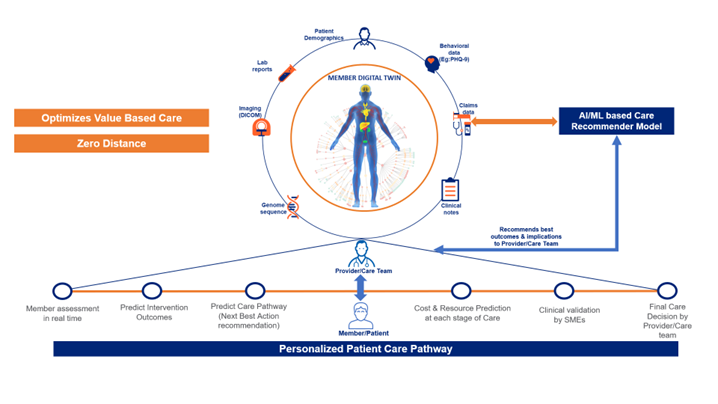 Patient
Demographics
Behavioral
data
(Eg:PHQ-9)
Lab
reports
MEMBER DIGITAL TWIN
Imaging
(DICOM)
Claims
data
Optimizes Value Based Care
Zero Distance
AI/ML based Care
Recommender Model
Genome
sequence
Clinical
notes
Recommends best
outcomes & implications
to Provider/Care Team
Provider/Care Team
Member assessment
in real time
Predict Intervention
Outcomes
Predict Care Pathway
(Next Best Action
recommendation)
Member/Patient
Cost & Resource Prediction
at each stage of Care
Clinical validation
by SMEs
Final Care
Decision by
Provider/Care
team
Personalized Patient Care Pathway